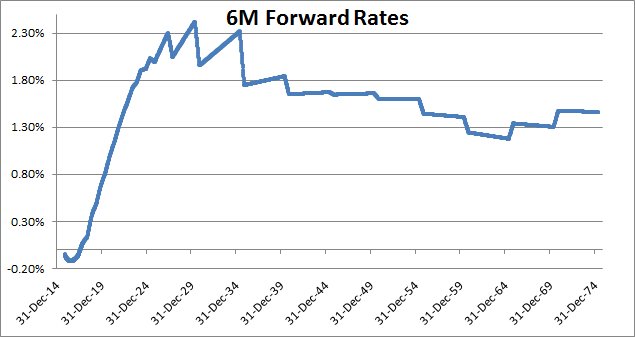 6M Forward Rates
2.30%
1.80%
1.30%
0.80%
0.30%
-0.20%
31-Dec-14
31-Dec-19
31-Dec-24
31-Dec-29
31-Dec-34
31-Dec-39
31-Dec-44
31-Dec-49
31-Dec-54
31-Dec-59
31-Dec-64
31-Dec-69
31-Dec-74